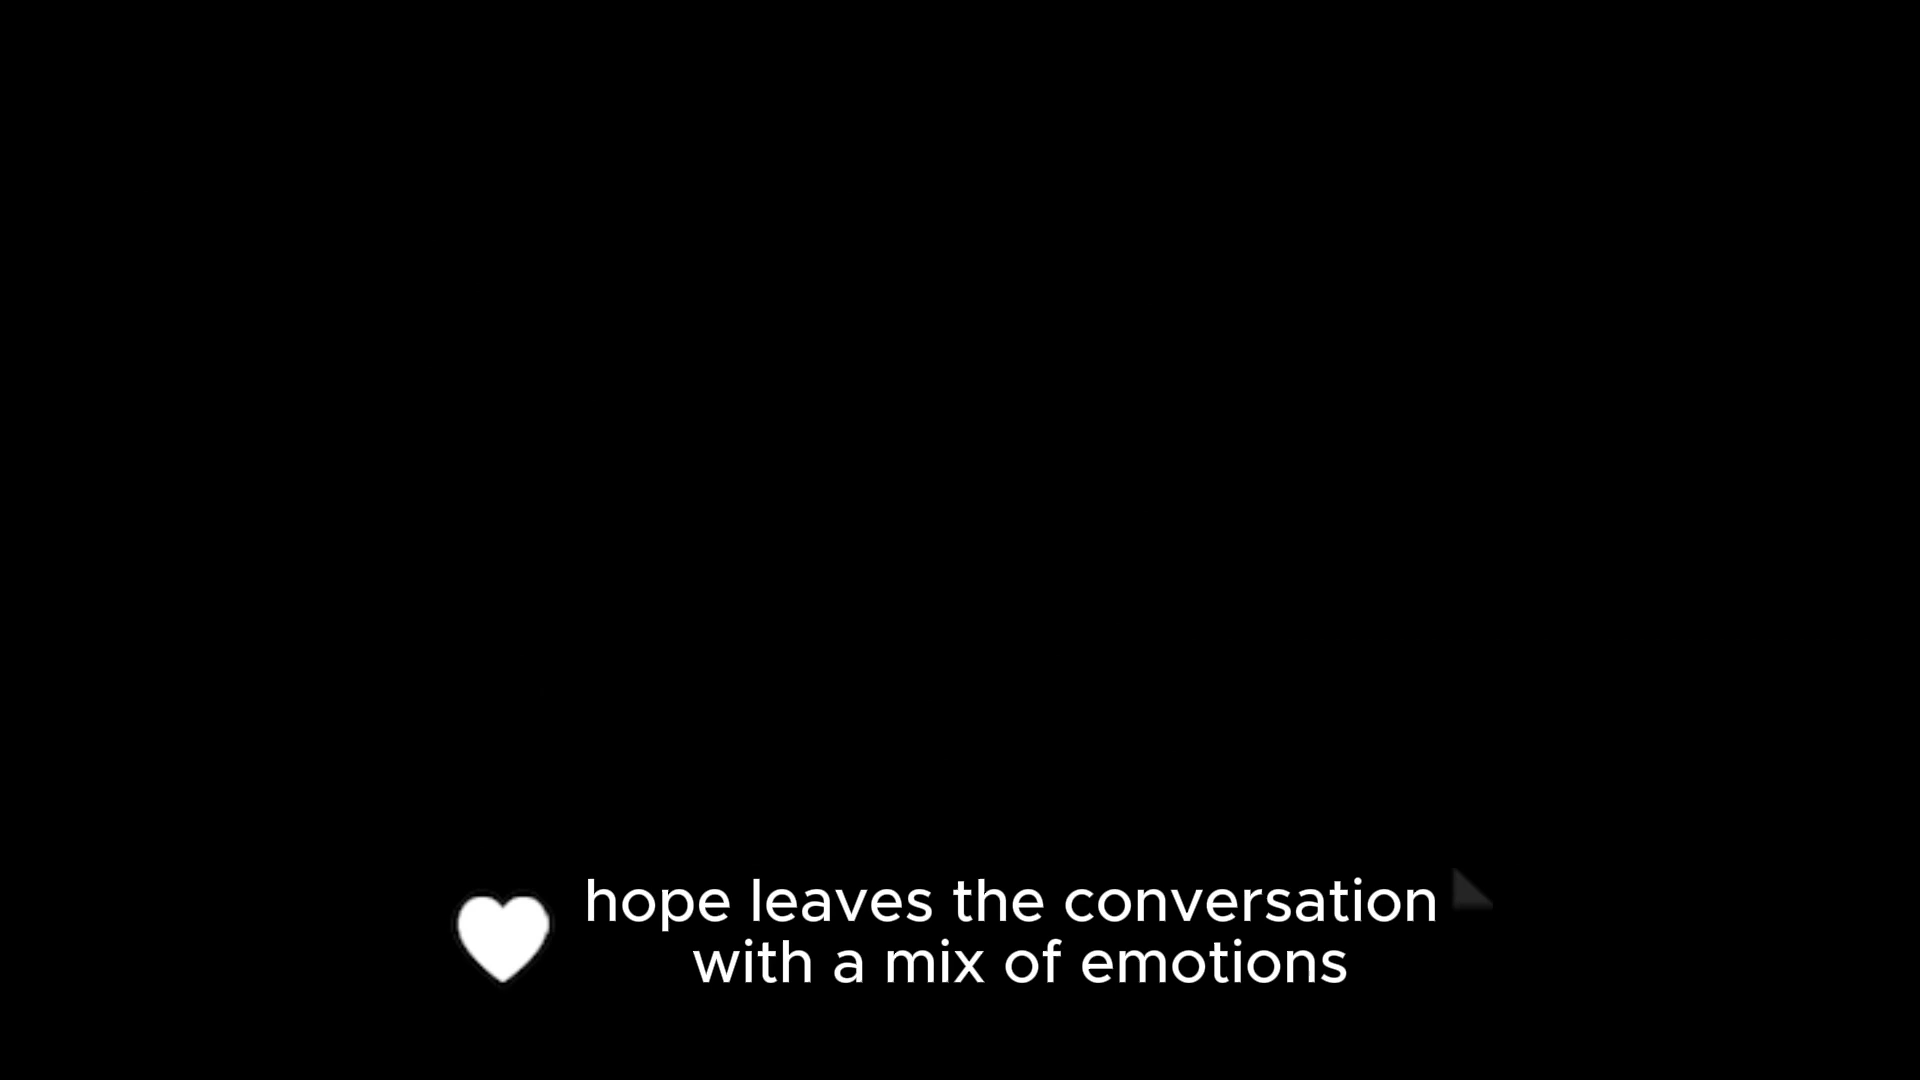 hope leaves the conversation
with a mix of emotions